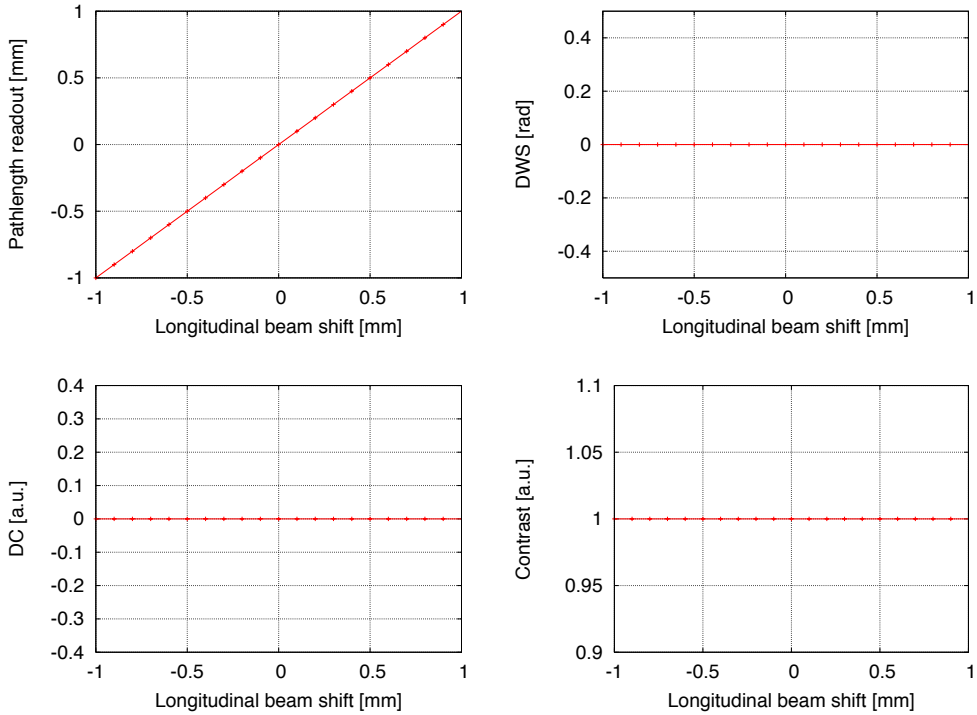 1
0.5
0
-0.5
-1
Pathlength readout [mm]
-1 -0.5 0 0.5 1
Longitudinal beam shift [mm]
0.4
0.2
0
-0.2
-0.4
DWS [rad]
-1 -0.5 0 0.5 1
Longitudinal beam shift [mm]
0.4
0.3
0.2
0.1
0
-0.1
-0.2
-0.3
-0.4
DC [a.u.]
-1 -0.5 0 0.5 1
Longitudinal beam shift [mm]
1.1
1.05
1
0.95
0.9
Contrast [a.u.]
-1 -0.5 0 0.5 1
Longitudinal beam shift [mm]